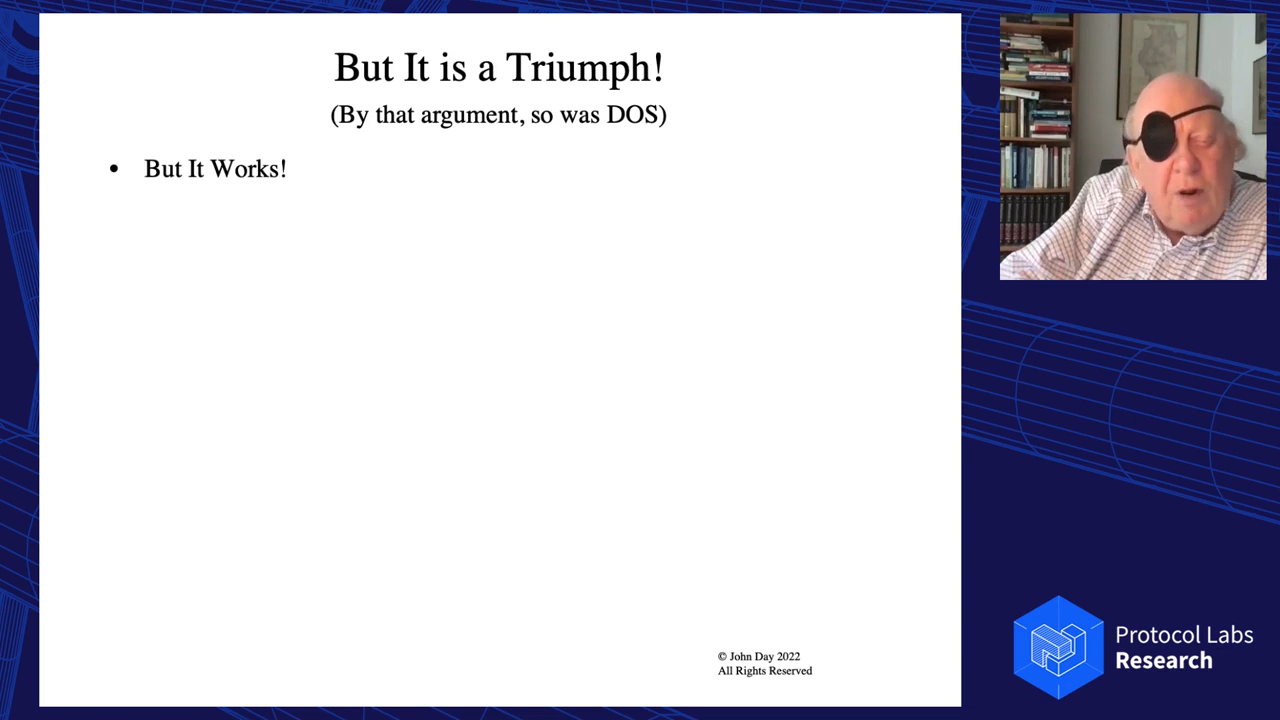 But It is a Triumph!
(By that argument, so was DOS)
• But It Works!
© John Day 2022
All Rights Reserved
Protocol Labs
Research